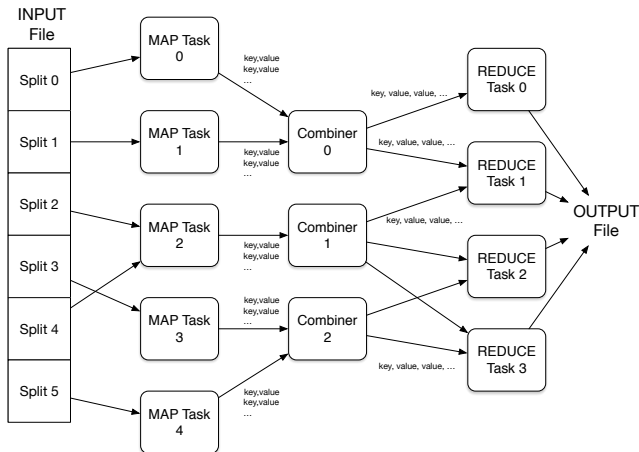 INPUT
File
Split 0
Split 1
Split 2
Split 3
Split 4
Split 5
MAP Task
0
MAP Task
1
MAP Task
2
MAP Task
3
MAP Task
4
key,value
key,value
...
key,value
key,value
...
key,value
key,value
...
key,value
key,value
...
key,value
key,value
...
Combiner
0
Combiner
1
Combiner
2
key, value, value, ...
key, value, value, ...
key, value, value, ...
key, value, value, ...
REDUCE
Task 0
REDUCE
Task 1
REDUCE
Task 2
REDUCE
Task 3
OUTPUT
File